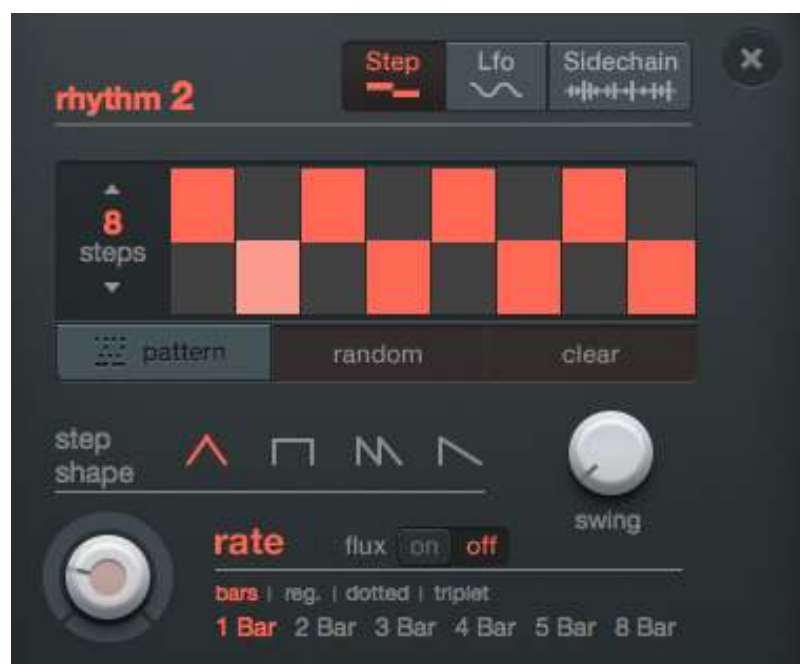 Step Lfo Sidechain
rhythm 2
8
steps
pattern random clear
step
shape
swing
rate flux on off
bars | reg. | dotted | triplet
1 Bar 2 Bar 3 Bar 4 Bar 5 Bar 8 Bar